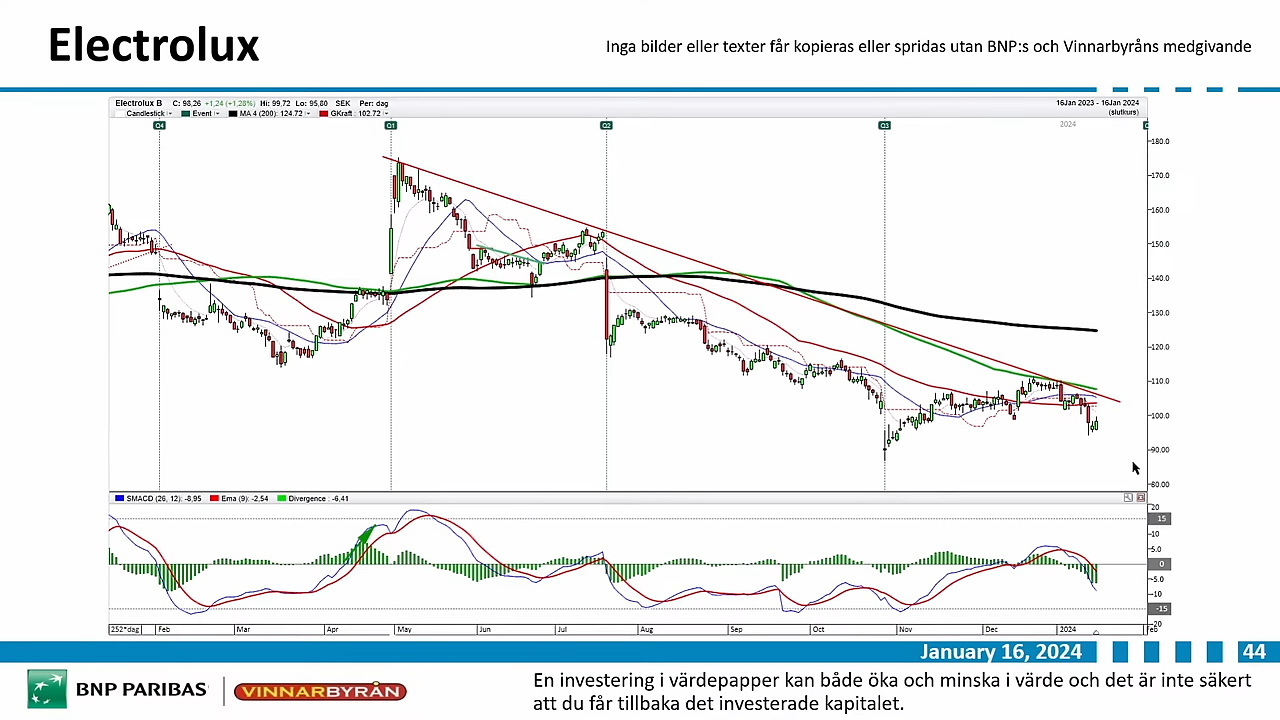 Electrolux
Inga bilder eller texter får kopieras eller spridas utan BNP:s och Vinnarbyråns medgivande
Electrolux B C: 98,26 +1,24 (+1,28%) Hi: 99,72 Lo: 95,80 SEK Per: dag
16Jan 2023 - 16Jan 2024
Candlestick Event MA 4 (200): 124.72 GKraft : 102.72
(slutkurs)
Q4 Q1 Q2 Q3 2024
180.0
170.0
160.0
150.0
140.0
130.0
120.0
110.0
100.0
90.00
80.00
SMACD (26, 12): -8,95 Ema (9): -2,54 Divergence : -6,41
20
15
10
5.0
0
-5.0
-10
-15
-20
252*dag Feb Mar Apr May Jun Jul Aug Sep Oct Nov Dec 2024 Feb
January 16, 2024 44
BNP PARIBAS VINNARBYRÅN
En investering i värdepapper kan både öka och minska i värde och det är inte säkert
att du får tillbaka det investerade kapitalet.